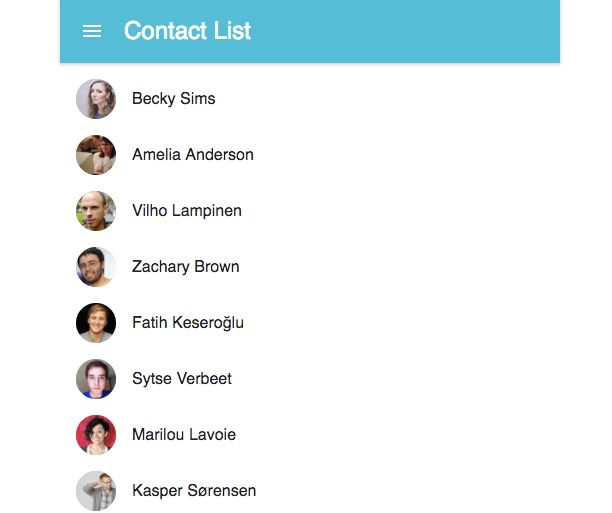 Contact List
Becky Sims
Amelia Anderson
Vilho Lampinen
Zachary Brown
Fatih Keseroğlu
Sytse Verbeet
Marilou Lavoie
Kasper Sørensen